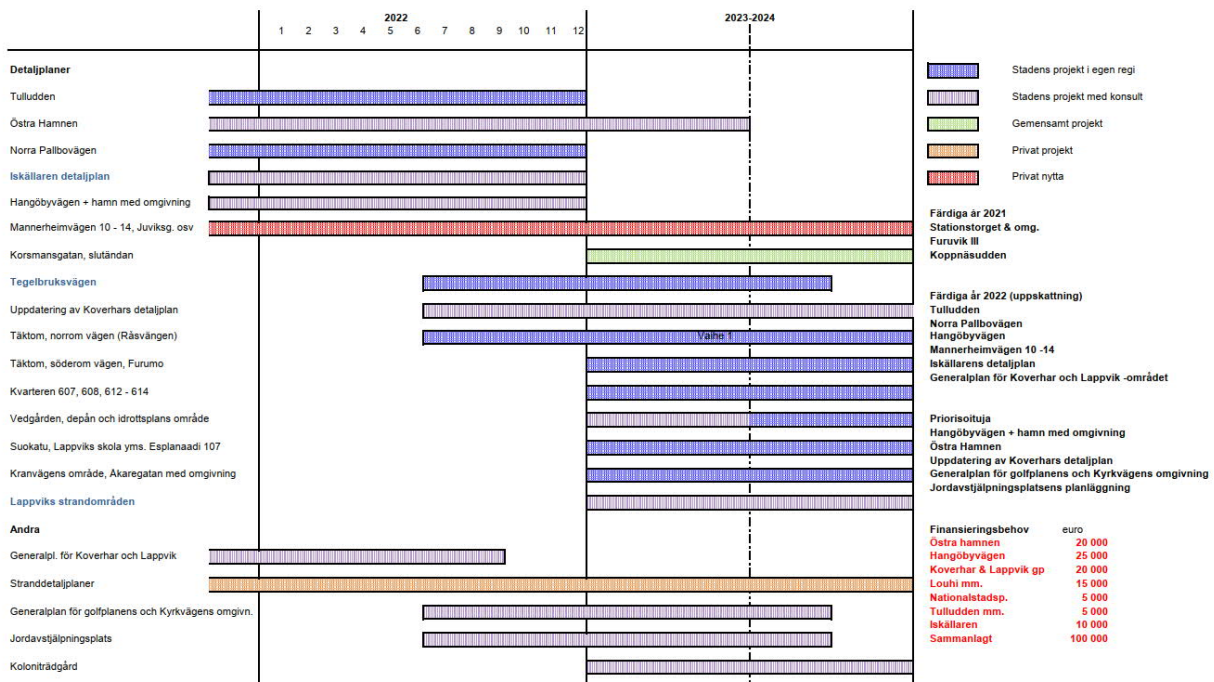 2022
2023-2024
1 2 3 4 5 6 7 8 9 10 11 12
Detaljplaner
Tulludden
Östra Hamnen
Norra Pallbovägen
Iskällaren detaljplan
Hangöbyvägen + hamn med omgivning
Mannerheimvägen 10 - 14, Juviksg. osv
Korsmansgatan, slutändan
Tegelbruksvägen
Uppdatering av Koverhars detaljplan
Täktom, norrom vägen (Råsvängen)
Vaihe 1
Täktom, söderom vägen, Furumo
Kvarteren 607, 608, 612 - 614
Vedgården, depån och idrottsplans område
Suokatu, Lappviks skola yms. Esplanaadi 107
Kranvägens område, Åkaregatan med omgivning
Lappviks strandområden
Andra
Generalpl. för Koverhar och Lappvik
Stranddetaljplaner
Generalplan för golfplanens och Kyrkvägens omgivn.
Jordavstjälpningsplats
Koloniträdgård
Stadens projekt i egen regi
Stadens projekt med konsult
Gemensamt projekt
Privat projekt
Privat nytta
Färdiga år 2021
Stationstorget & omg.
Furuvik III
Koppnäsudden
Färdiga år 2022 (uppskattning)
Tulludden
Norra Pallbovägen
Hangöbyvägen
Mannerheimvägen 10 -14
Iskällarens detaljplan
Generalplan för Koverhar och Lappvik -området
Priorisoituja
Hangöbyvägen + hamn med omgivning
Östra Hamnen
Uppdatering av Koverhars detaljplan
Generalplan för golfplanens och Kyrkvägens omgivning
Jordavstjälpningsplatsens planläggning
Finansieringsbehov euro
Östra hamnen 20 000
Hangöbyvägen 25 000
Koverhar & Lappvik gp 20 000
Louhi mm. 15 000
Nationalstadsp. 5 000
Tulludden mm. 5 000
Iskällaren 10 000
Sammanlagt 100 000